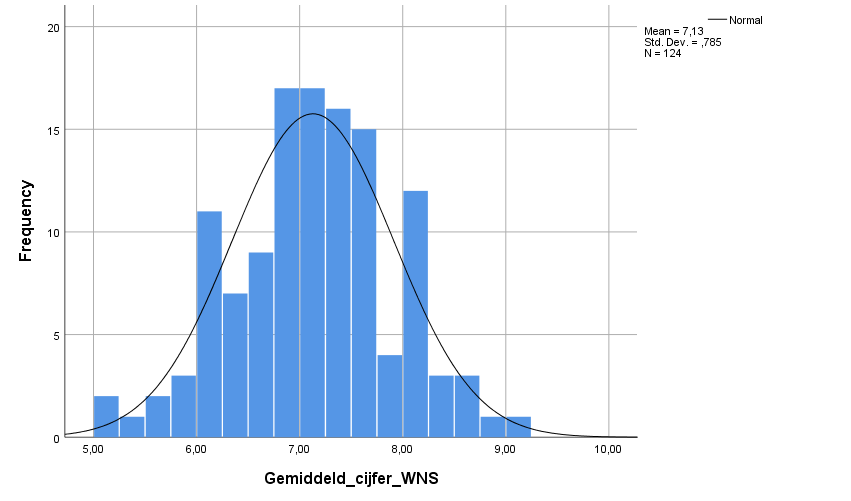 Normal
Mean = 7,13
Std. Dev. = ,785
N = 124
20
15
10
5
0
Frequency
5,00 6,00 7,00 8,00 9,00 10,00
Gemiddeld_cijfer_WNS